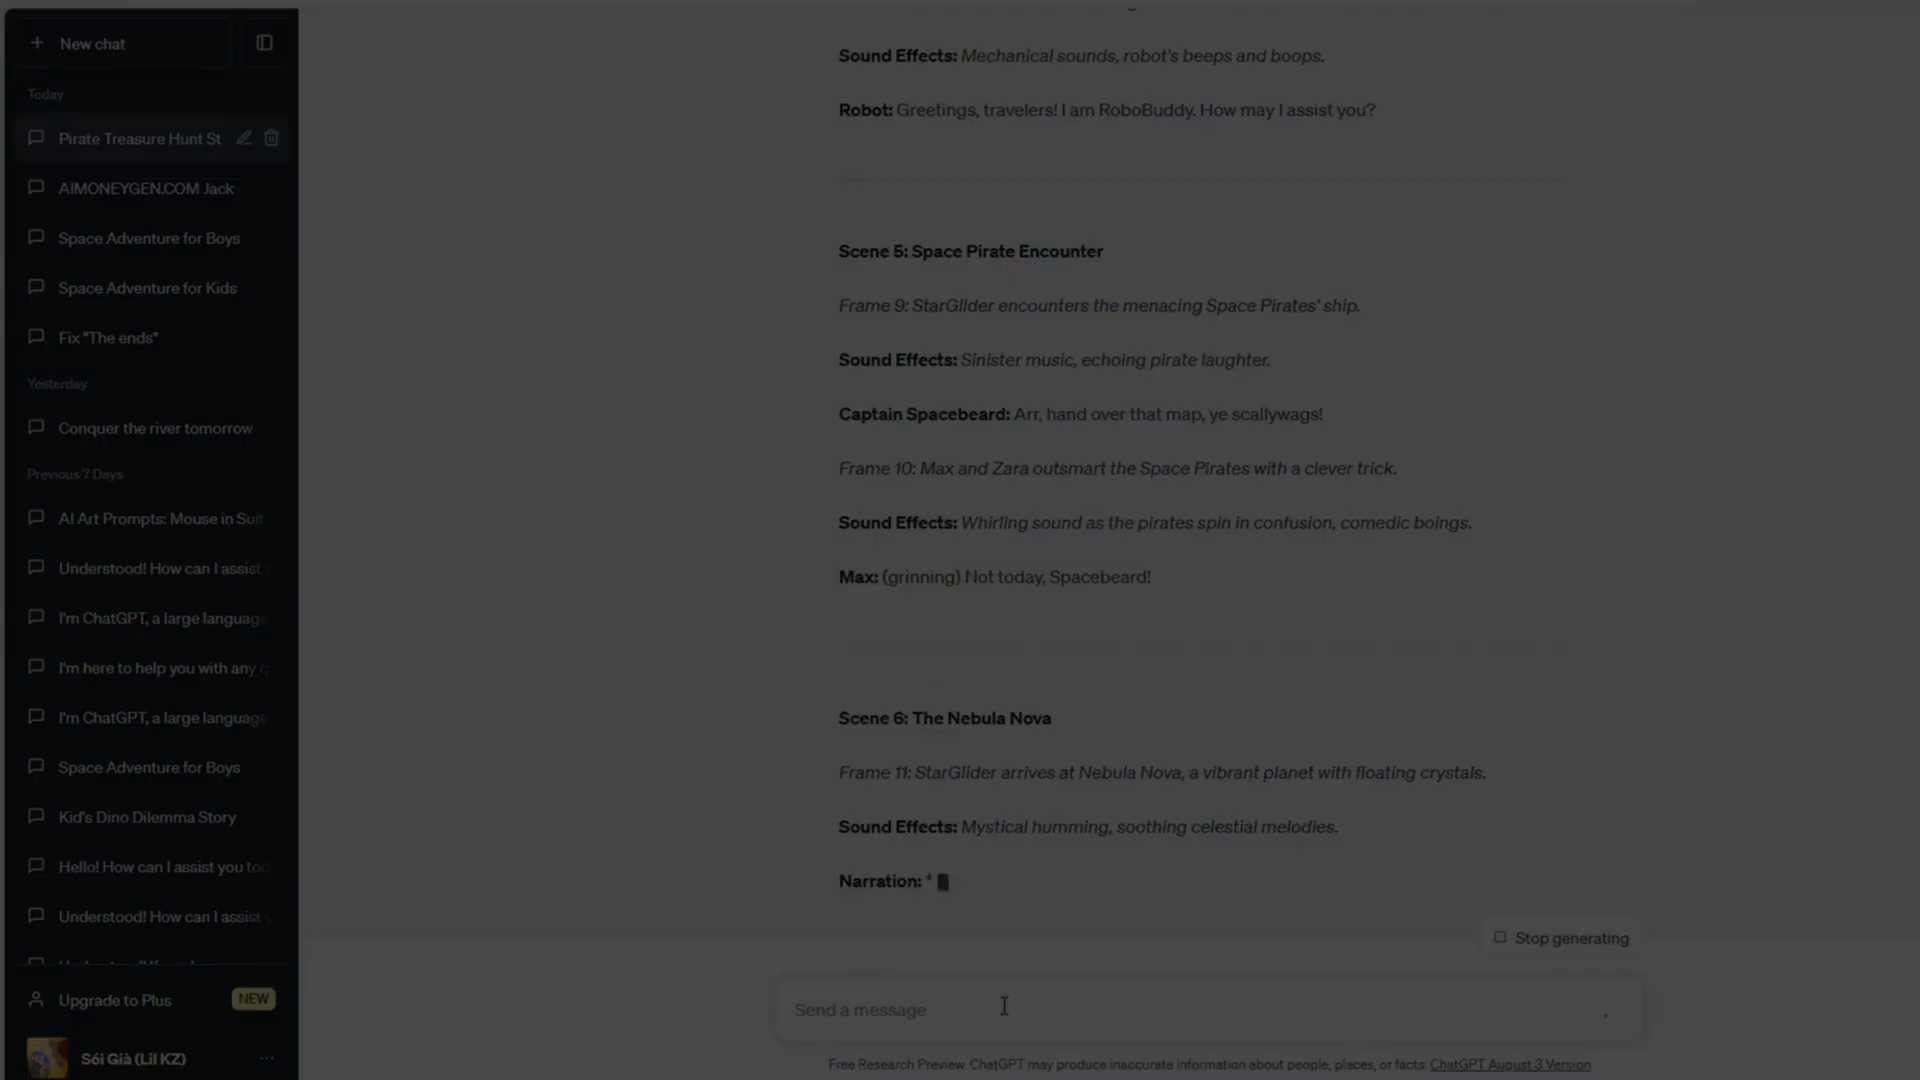 New chat
Today
Pirate Treasure Hunt St
AIMONEYGEN.COM Jack
Space Adventure for Boys
Space Adventure for Kids
Fix "The ends"
Yesterday
Conquer the river tomorrow
Previous 7 Days
AI Art Prompts: Mouse in Suit
Understood! How can I assist
I'm ChatGPT, a large language
I'm here to help you with any q
I'm ChatGPT, a large language
Space Adventure for Boys
Kid's Dino Dilemma Story
Hello! How can I assist you tod
Understood! How can I assist y
Upgrade to Plus NEW
Sói Già (Lil KZ)
Sound Effects: Mechanical sounds, robot's beeps and boops.
Robot: Greetings, travelers! I am RoboBuddy. How may I assist you?
Scene 5: Space Pirate Encounter
Frame 9: StarGlider encounters the menacing Space Pirates' ship.
Sound Effects: Sinister music, echoing pirate laughter.
Captain Spacebeard: Arr, hand over that map, ye scallywags!
Frame 10: Max and Zara outsmart the Space Pirates with a clever trick.
Sound Effects: Whirling sound as the pirates spin in confusion, comedic boings.
Max: (grinning) Not today, Spacebeard!
Scene 6: The Nebula Nova
Frame 11: StarGlider arrives at Nebula Nova, a vibrant planet with floating crystals.
Sound Effects: Mystical humming, soothing celestial melodies.
Narration: *
Stop generating
Send a message
Free Research Preview. ChatGPT may produce inaccurate information about people, places, or facts. ChatGPT August 3 Version